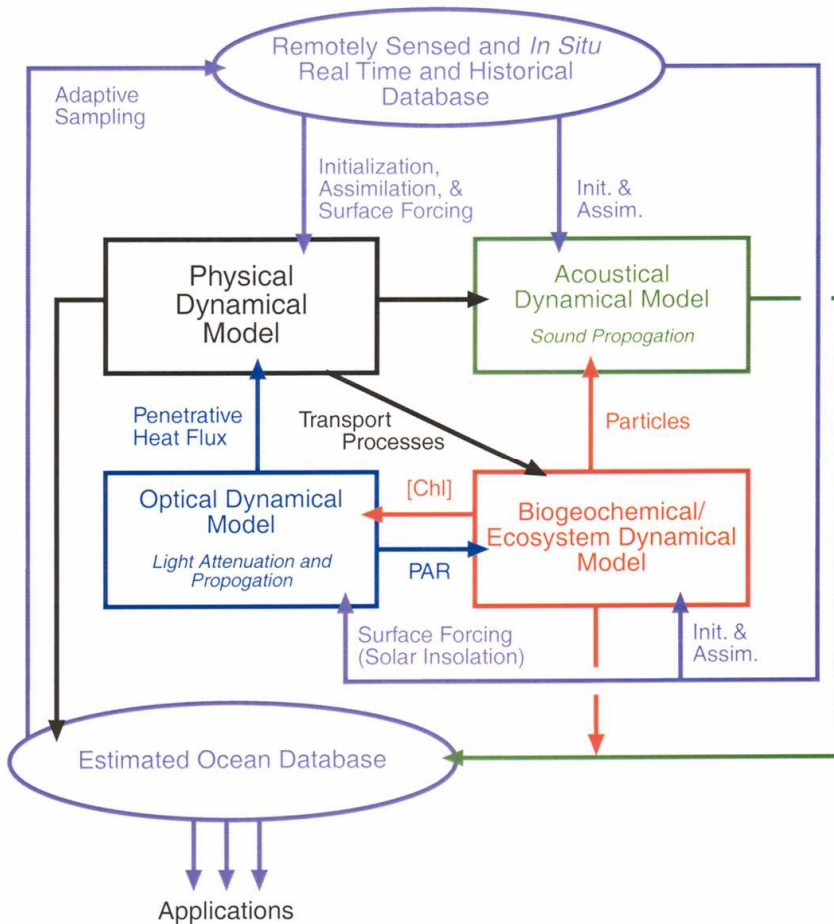 Remotely Sensed and In Situ
Real Time and Historical
Database
Adaptive
Sampling
Initialization,
Assimilation, &
Surface Forcing
Init. &
Assim.
Physical
Dynamical
Model
Acoustical
Dynamical Model
Sound Propogation
Penetrative
Heat Flux
Transport
Processes
Particles
Optical Dynamical
Model
Light Attenuation and
Propogation
[Chl]
PAR
Biogeochemical/
Ecosystem Dynamical
Model
Surface Forcing
(Solar Insolation)
Init. &
Assim.
Estimated Ocean Database
Applications